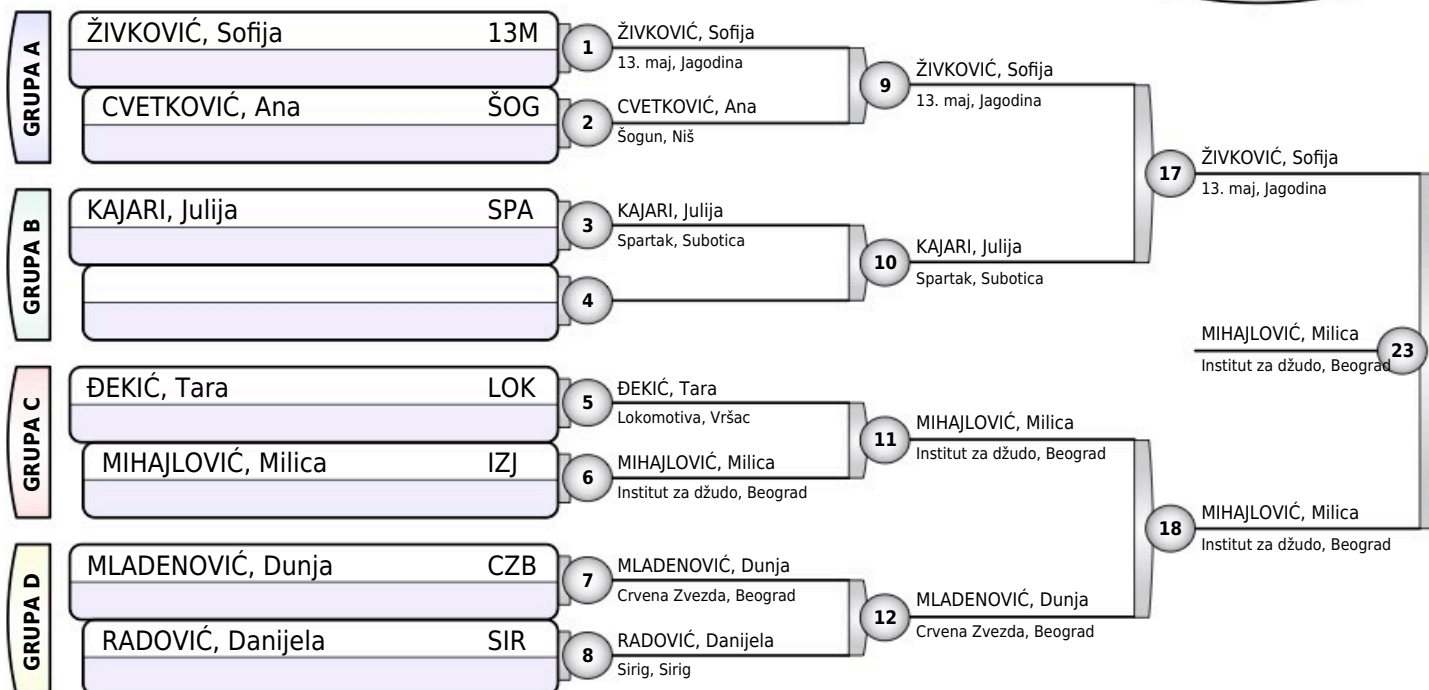 GRUPA A
ŽIVKOVIĆ, Sofija 13M
CVETKOVIĆ, Ana ŠOG
GRUPA B
KAJARI, Julija SPA
GRUPA C
ĐEKIĆ, Tara LOK
MIHAJLOVIĆ, Milica IZJ
GRUPA D
MLADENOVIĆ, Dunja CZB
RADOVIĆ, Danijela SIR
1
ŽIVKOVIĆ, Sofija
13. maj, Jagodina
2
CVETKOVIĆ, Ana
Šogun, Niš
3
KAJARI, Julija
Spartak, Subotica
4
5
ĐEKIĆ, Tara
Lokomotiva, Vršac
6
MIHAJLOVIĆ, Milica
Institut za džudo, Beograd
7
MLADENOVIĆ, Dunja
Crvena Zvezda, Beograd
8
RADOVIĆ, Danijela
Sirig, Sirig
9
ŽIVKOVIĆ, Sofija
13. maj, Jagodina
10
KAJARI, Julija
Spartak, Subotica
11
MIHAJLOVIĆ, Milica
Institut za džudo, Beograd
12
MLADENOVIĆ, Dunja
Crvena Zvezda, Beograd
17
ŽIVKOVIĆ, Sofija
13. maj, Jagodina
18
MIHAJLOVIĆ, Milica
Institut za džudo, Beograd
MIHAJLOVIĆ, Milica
Institut za džudo, Beograd
23